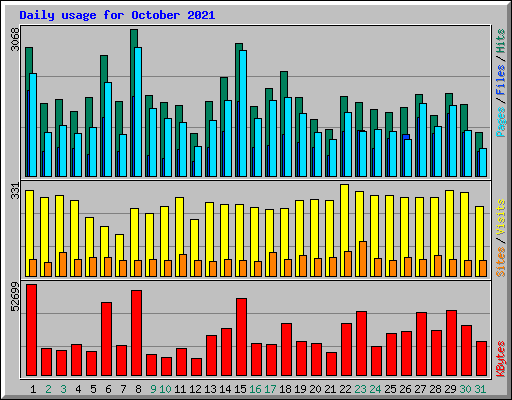 Daily usage for October 2021
3068
Pages / Files / Hits
331
Sites / Visits
52699
KBytes
1 2 3 4 5 6 7 8 9 10 11 12 13 14 15 16 17 18 19 20 21 22 23 24 25 26 27 28 29 30 31